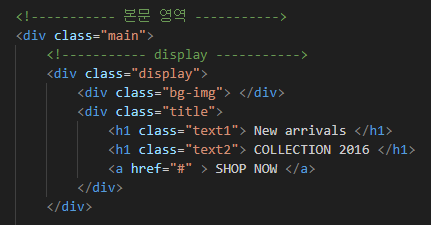 <!----------- 본문 영역 ----------->
<div class="main">
<!----------- display ----------->
<div class="display">
<div class="bg-img"> </div>
<div class="title">
<h1 class="text1"> New arrivals </h1>
<h1 class="text2"> COLLECTION 2016 </h1>
<a href="#" > SHOP NOW </a>
</div>
</div>